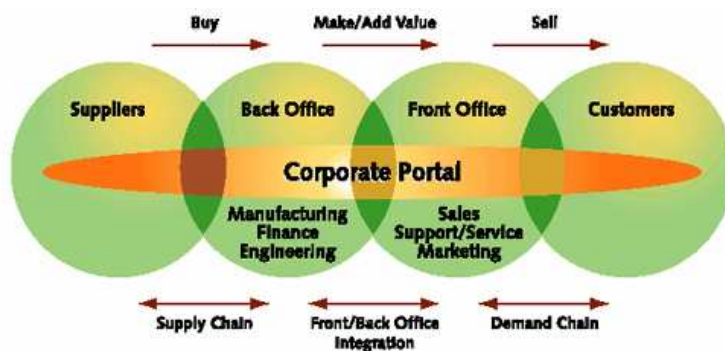 Buy
Make/Add Value
Sell
Suppliers
Back Office
Front Office
Customers
Corporate Portal
Manufacturing
Finance
Engineering
Sales
Support/Service
Marketing
Supply Chain
Front/Back Office
Integration
Demand Chain